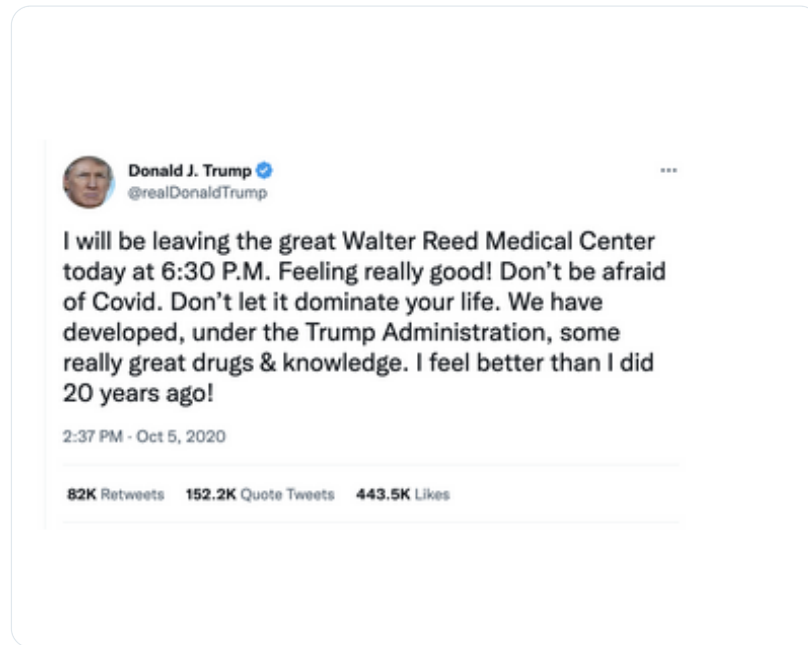 Donald J. Trump
@realDonaldTrump
I will be leaving the great Walter Reed Medical Center
today at 6:30 P.M. Feeling really good! Don't be afraid
of Covid. Don't let it dominate your life. We have
developed, under the Trump Administration, some
really great drugs & knowledge. I feel better than I did
20 years ago!
2:37 PM · Oct 5, 2020
82K Retweets 152.2K Quote Tweets 443.5K Likes